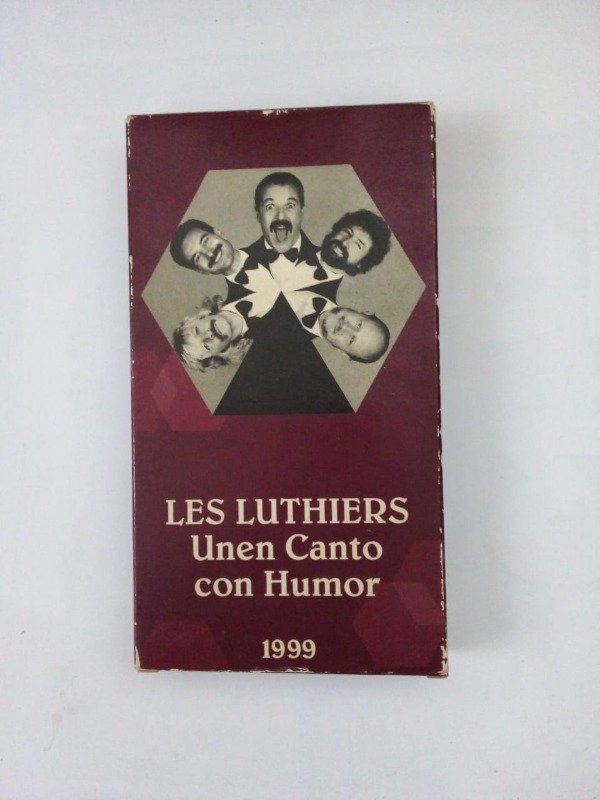 LES LUTHIERS
Unen Canto
con Humor
1999